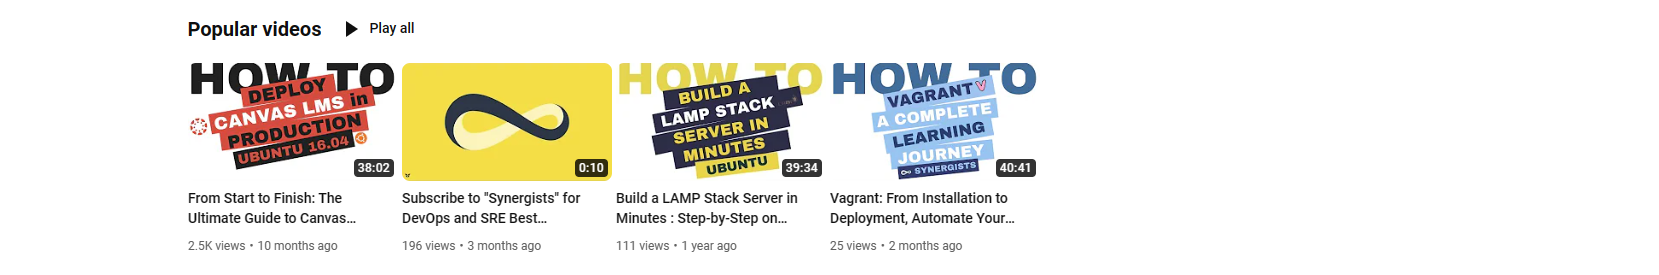 Popular videos
Play all
HOW TO
DEPLOY
CANVAS LMS in
PRODUCTION
UBUNTU 16.04
38:02
0:10
HOW TO
BUILD A
LAMP STACK
SERVER IN
MINUTES
UBUNTU
39:34
HOW TO
VAGRANT
A COMPLETE
LEARNING
JOURNEY
SYNERGISTS
40:41
From Start to Finish: The
Ultimate Guide to Canvas...
2.5K views • 10 months ago
Subscribe to "Synergists" for
DevOps and SRE Best...
196 views • 3 months ago
Build a LAMP Stack Server in
Minutes : Step-by-Step on...
111 views • 1 year ago
Vagrant: From Installation to
Deployment, Automate Your...
25 views • 2 months ago